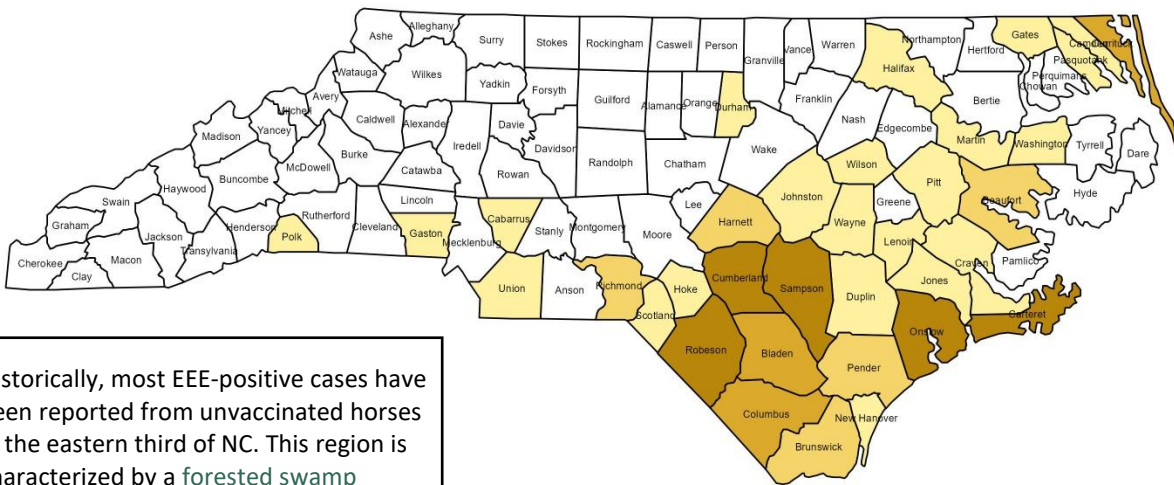 Alleghany
Ashe
Surry
Stokes
Rockingham
Caswell
Person
Granville
Vance
Warren
Northampton
Gates
Hertford
Camden
Currituck
Pasquotank
Perquimans
Chowan
Halifax
Watauga
Wilkes
Yadkin
Forsyth
Guilford
Alamance
Orange
Durham
Franklin
Bertie
Avery
Mitchell
Caldwell
Alexander
Iredell
Davie
Davidson
Nash
Edgecombe
Madison
Yancey
Burke
McDowell
Catawba
Rowan
Randolph
Chatham
Wake
Martin
Washington
Tyrrell
Dare
Buncombe
Haywood
Swain
Graham
Lincoln
Wilson
Pitt
Johnston
Beaufort
Hyde
Rutherford
Cleveland
Gaston
Cabarrus
Stanly
Montgomery
Moore
Lee
Harnett
Wayne
Greene
Lenoir
Craven
Pamlico
Cherokee
Clay
Macon
Jackson
Transylvania
Henderson
Polk
Mecklenburg
Union
Anson
Richmond
Scotland
Hoke
Cumberland
Sampson
Duplin
Jones
Carteret
Onslow
Robeson
Bladen
Pender
Columbus
New Hanover
Brunswick
istorically, most EEE-positive cases have
een reported from unvaccinated horses
the eastern third of NC. This region is
haracterized by a forested swamp